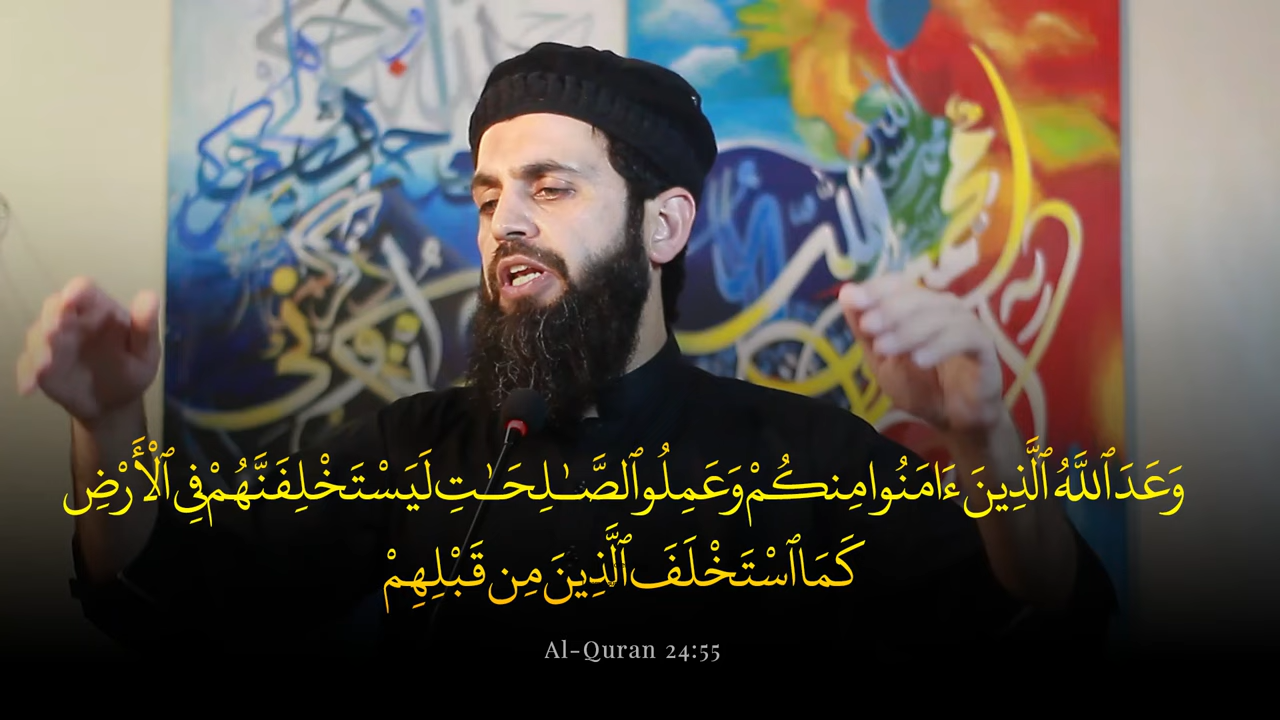 وَعَدَ ٱللَّهُ ٱلَّذِينَ ءَامَنُوا مِنكُمْ وَعَمِلُوا ٱلصَّـٰلِحَـٰتِ لَيَسْتَخْلِفَنَّهُمْ فِى ٱلْأَرْضِ
كَمَا ٱسْتَخْلَفَ ٱلَّذِينَ مِن قَبْلِهِمْ
Al-Quran 24:55